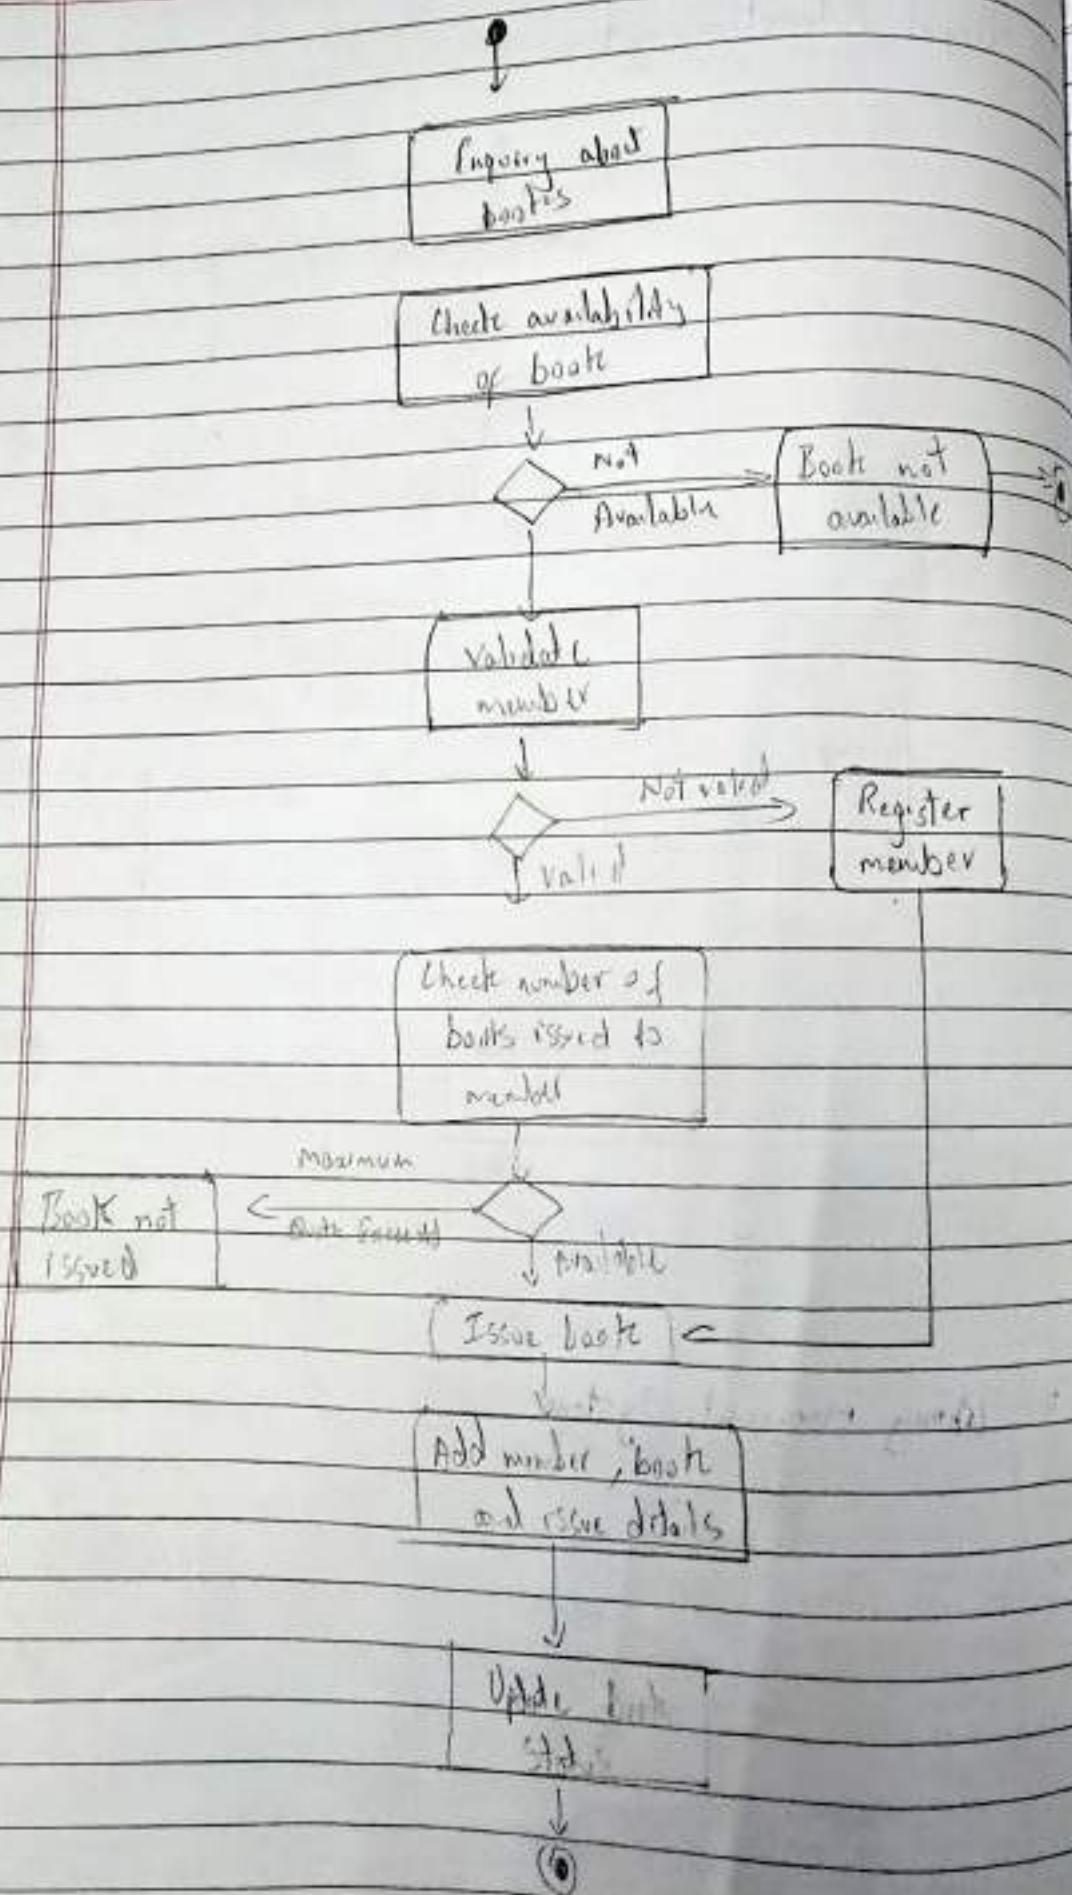 Enquiry about
books
Check availability
of book
Not
Available
Book not
available
Validate
member
Not valid
Valid
Register
member
Check number of
books issued to
member
Maximum
Book not
issued
Available
Issue book
Add member, book
and issue details
Update Book
Status